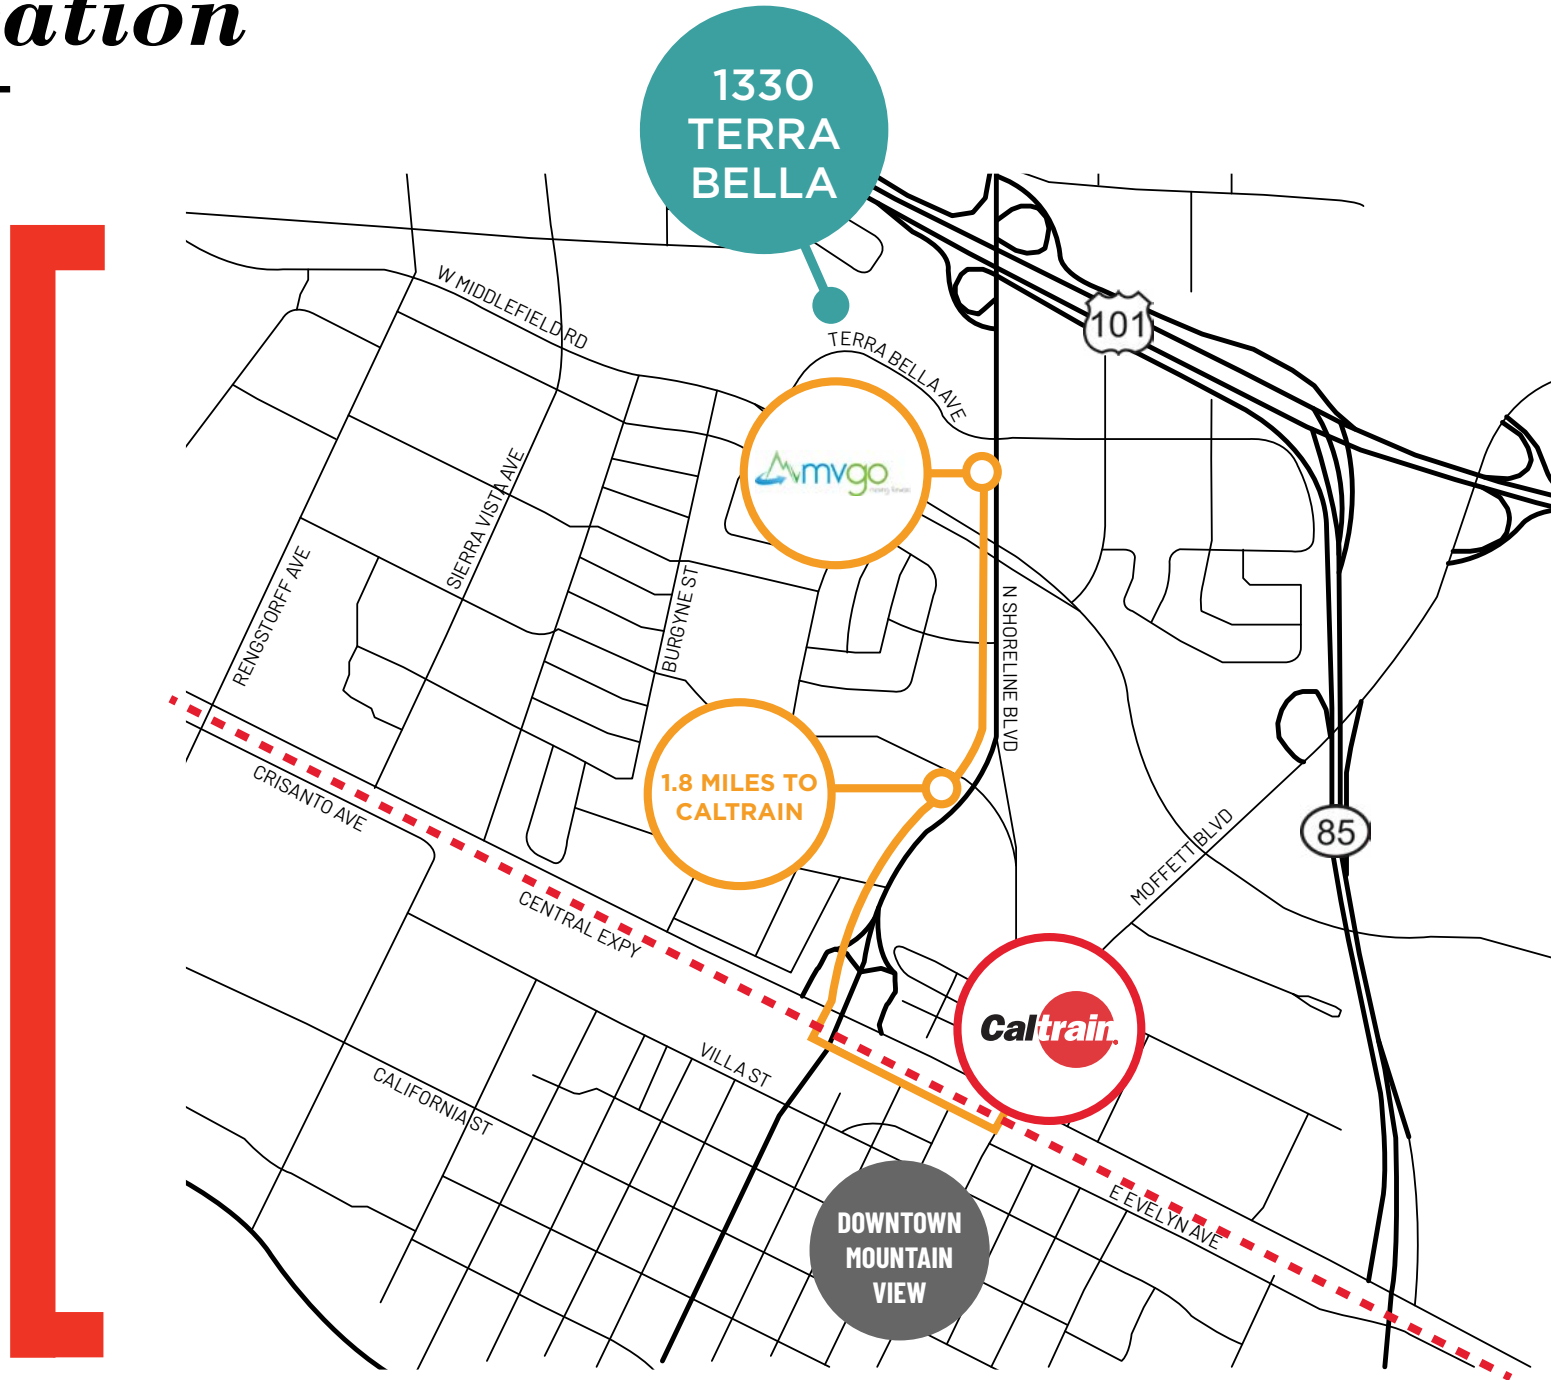 ation
1330
TERRA
BELLA
W MIDDLEFIELD RD
101
TERRA BELLA AVE
mvgo
SIERRA VISTA AVE
RENGSTORFF AVE
BURGYNE ST
N SHORELINE BLVD
1.8 MILES TO
CALTRAIN
CRISANTO AVE
85
MOFFETT BLVD
CENTRAL EXPY
Caltrain
VILLA ST
CALIFORNIA ST
E EVELYN AVE
DOWNTOWN
MOUNTAIN
VIEW